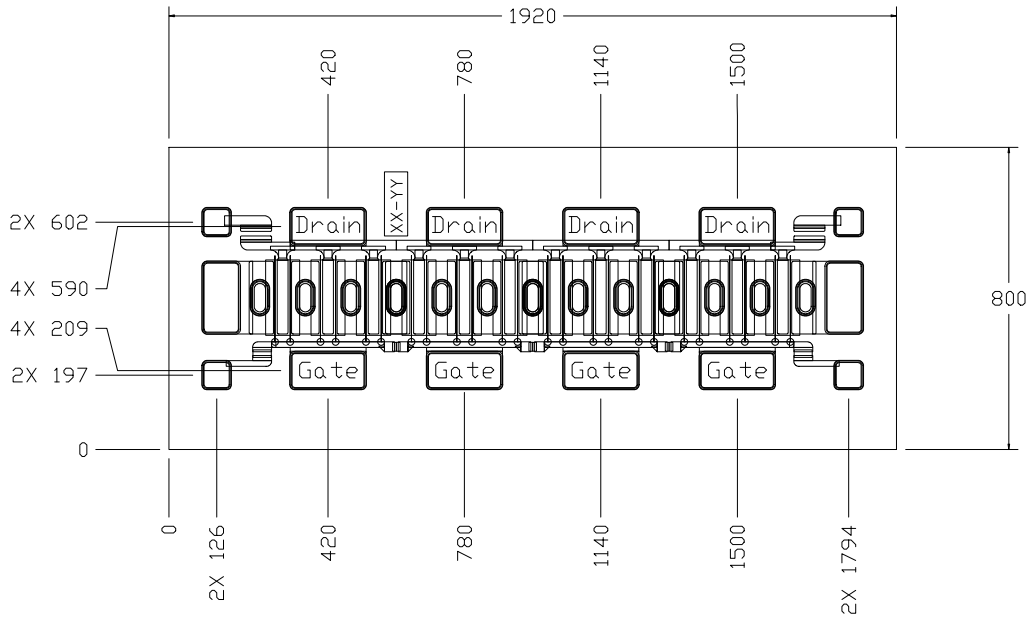 1920
420
780
1140
1500
XX-YY
2X 602
Drain Drain Drain Drain
4X 590
800
4X 209
2X 197
Gate Gate Gate Gate
0
0
2X 126
420
780
1140
1500
2X 1794